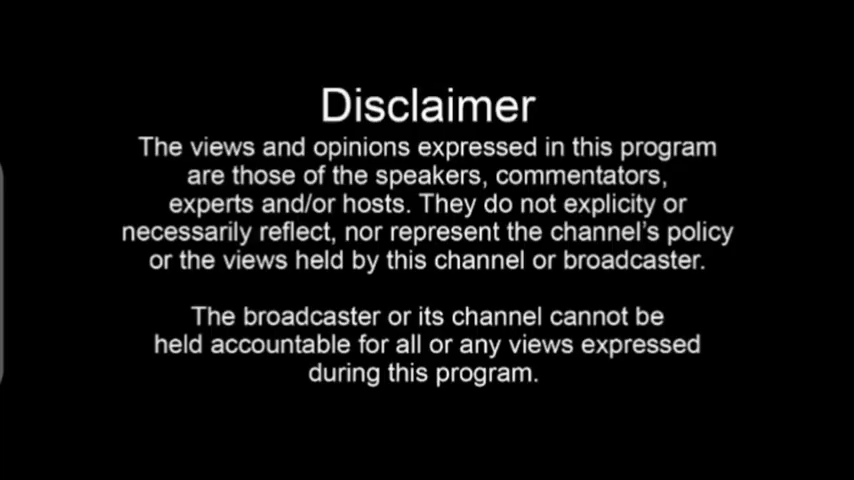 Disclaimer
The views and opinions expressed in this program
are those of the speakers, commentators,
experts and/or hosts. They do not explicity or
necessarily reflect, nor represent the channel's policy
or the views held by this channel or broadcaster.
The broadcaster or its channel cannot be
held accountable for all or any views expressed
during this program.